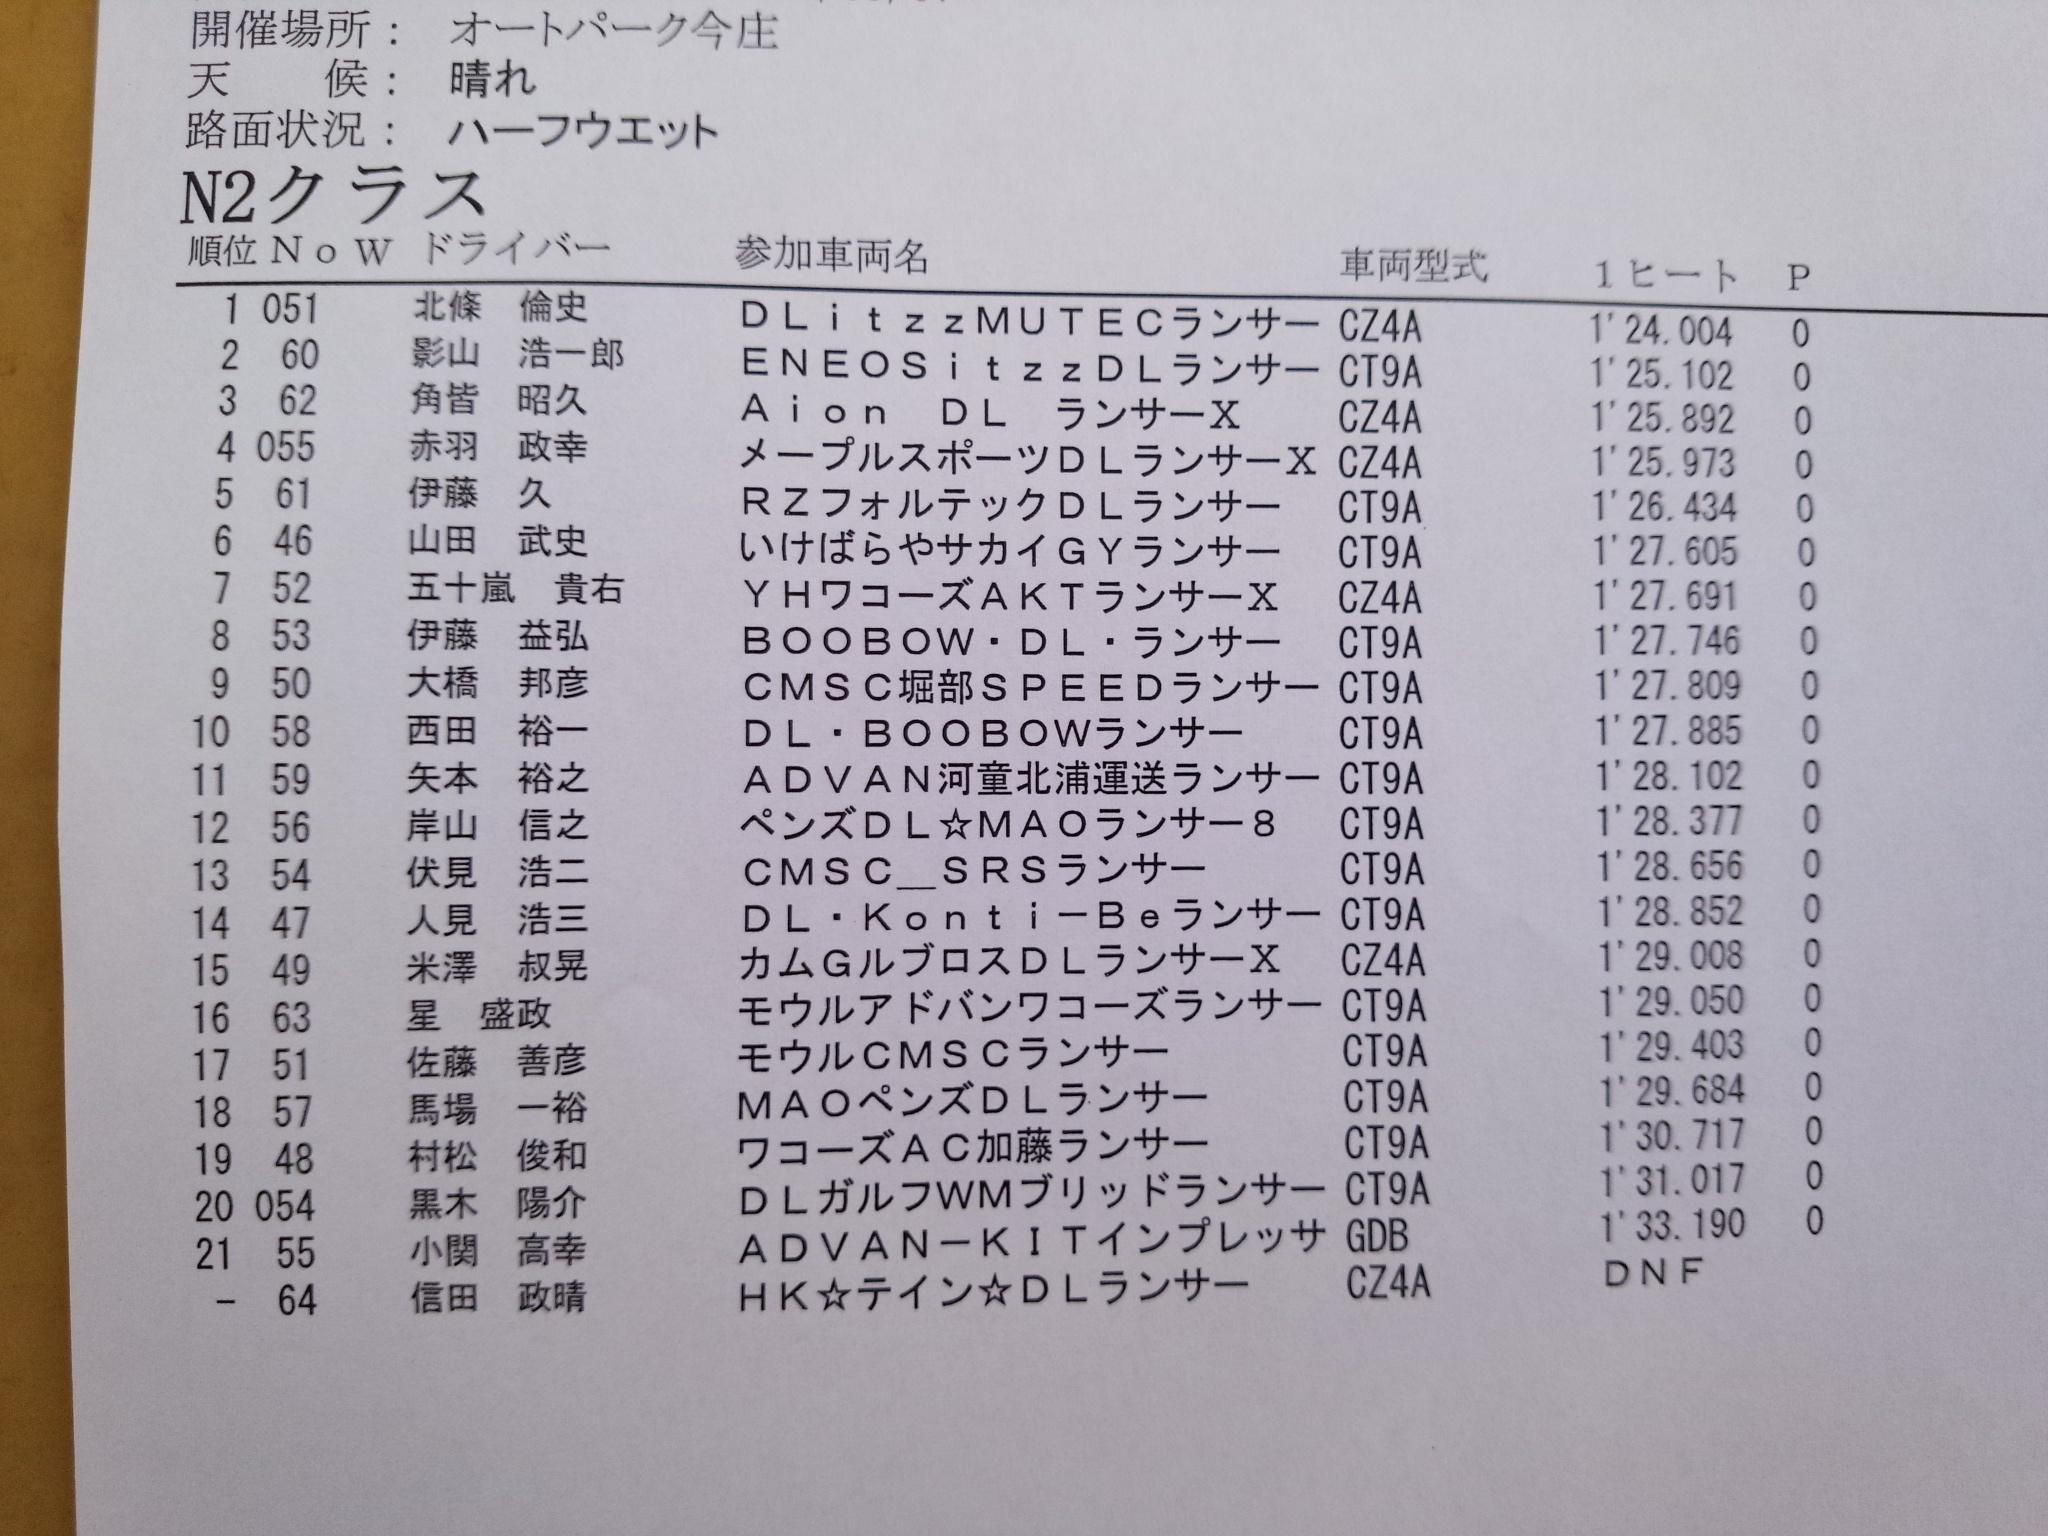 開催場所： オートパーク今庄
天　　候： 晴れ
路面状況： ハーフウエット
N2クラス
順位 No W ドライバー 参加車両名 車両型式 1ヒート P
1 051 北條　倫史 ＤＬｉｔｚｚＭＵＴＥＣランサー CZ4A 1'24.004 0
2 60 影山　浩一郎 ＥＮＥＯＳｉｔｚｚＤＬランサー CT9A 1'25.102 0
3 62 角皆　昭久 Ａｉｏｎ　ＤＬ　ランサーＸ CZ4A 1'25.892 0
4 055 赤羽　政幸 メープルスポーツＤＬランサーＸ CZ4A 1'25.973 0
5 61 伊藤　久 ＲＺフォルテックＤＬランサー CT9A 1'26.434 0
6 46 山田　武史 いけばらやサカイＧＹランサー CT9A 1'27.605 0
7 52 五十嵐　貴右 ＹＨワコーズＡＫＴランサーＸ CZ4A 1'27.691 0
8 53 伊藤　益弘 ＢＯＯＢＯＷ・ＤＬ・ランサー CT9A 1'27.746 0
9 50 大橋　邦彦 ＣＭＳＣ堀部ＳＰＥＥＤランサー CT9A 1'27.809 0
10 58 西田　裕一 ＤＬ・ＢＯＯＢＯＷランサー CT9A 1'27.885 0
11 59 矢本　裕之 ＡＤＶＡＮ河童北浦運送ランサー CT9A 1'28.102 0
12 56 岸山　信之 ペンズＤＬ☆ＭＡＯランサー８ CT9A 1'28.377 0
13 54 伏見　浩二 ＣＭＳＣ＿ＳＲＳランサー CT9A 1'28.656 0
14 47 人見　浩三 ＤＬ・Ｋｏｎｔｉ－Ｂｅランサー CT9A 1'28.852 0
15 49 米澤　叔晃 カムＧルブロスＤＬランサーＸ CZ4A 1'29.008 0
16 63 星　盛政 モウルアドバンワコーズランサー CT9A 1'29.050 0
17 51 佐藤　善彦 モウルＣＭＳＣランサー CT9A 1'29.403 0
18 57 馬場　一裕 ＭＡＯペンズＤＬランサー CT9A 1'29.684 0
19 48 村松　俊和 ワコーズＡＣ加藤ランサー CT9A 1'30.717 0
20 054 黒木　陽介 ＤＬガルフＷＭブリッドランサー CT9A 1'31.017 0
21 55 小関　高幸 ＡＤＶＡＮ－ＫＩＴインプレッサ GDB 1'33.190 0
－ 64 信田　政晴 ＨＫ☆テイン☆ＤＬランサー CZ4A ＤＮＦ